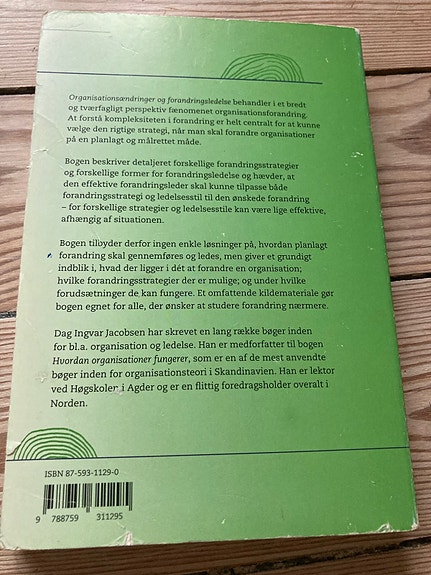 Organisationsændringer og forandringsledelse behandler i et bredt
og tværfagligt perspektiv fænomenet organisationsforandring.
At forstå kompleksiteten i forandring er helt centralt for at kunne
vælge den rigtige strategi, når man skal forandre organisationer
på en planlagt og målrettet måde.
Bogen beskriver detaljeret forskellige forandringsstrategier
og forskellige former for forandringsledelse og hævder, at
den effektive forandringsleder skal kunne tilpasse både
forandringsstrategi og ledelsesstil til den ønskede forandring
– for forskellige strategier og ledelsesstile kan være lige effektive,
afhængig af situationen.
Bogen tilbyder derfor ingen enkle løsninger på, hvordan planlagt
forandring skal gennemføres og ledes, men giver et grundigt
indblik i, hvad der ligger i dét at forandre en organisation;
hvilke forandringsstrategier der er mulige; og under hvilke
forudsætninger de kan fungere. Et omfattende kildemateriale gør
bogen egnet for alle, der ønsker at studere forandring nærmere.
Dag Ingvar Jacobsen har skrevet en lang række bøger inden
for bl.a. organisation og ledelse. Han er medforfatter til bogen
Hvordan organisationer fungerer, som er en af de mest anvendte
bøger inden for organisationsteori i Skandinavien. Han er lektor
ved Høgskolen i Agder og er en flittig foredragsholder overalt i
Norden.
ISBN 87-593-1129-0
9 788759 311295